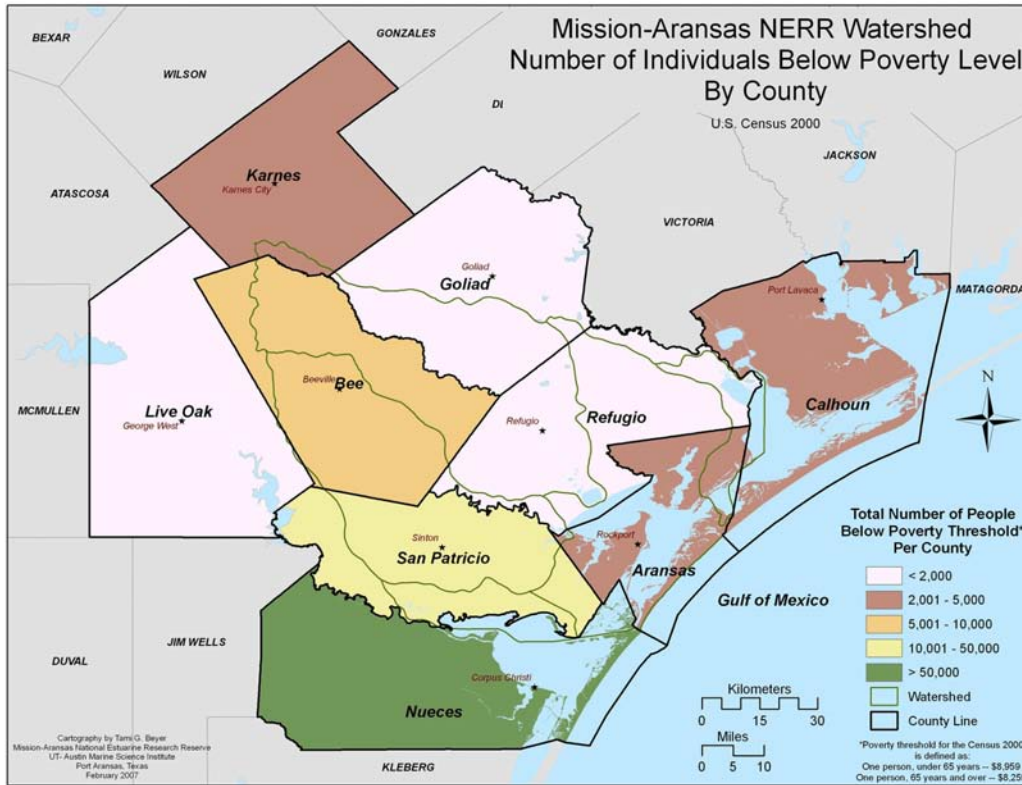 Mission-Aransas NERR Watershed
Number of Individuals Below Poverty Level
By County
U.S. Census 2000
BEXAR
GONZALES
WILSON
DI
JACKSON
ATASCOSA
Karnes
Karnes City
VICTORIA
Goliad
Goliad
Port Lavaca
MATAGORDA
MCMULLEN
Beeville
Bee
Live Oak
George West
Refugio
Refugio
Calhoun
N
Sinton
San Patricio
Rockport
Aransas
Gulf of Mexico
JIM WELLS
DUVAL
Corpus Christi
Nueces
KLEBERG
Total Number of People
Below Poverty Threshold*
Per County
< 2,000
2,001 - 5,000
5,001 - 10,000
10,001 - 50,000
> 50,000
Watershed
County Line
Kilometers
0 15 30
Miles
0 5 10
*Poverty threshold for the Census 2000
is defined as:
One person, under 65 years -- $8,959
One person, 65 years and over -- $8,259
Cartography by Tami G. Beyer
Mission-Aransas National Estuarine Research Reserve
UT- Austin Marine Science Institute
Port Aransas, Texas
February 2007